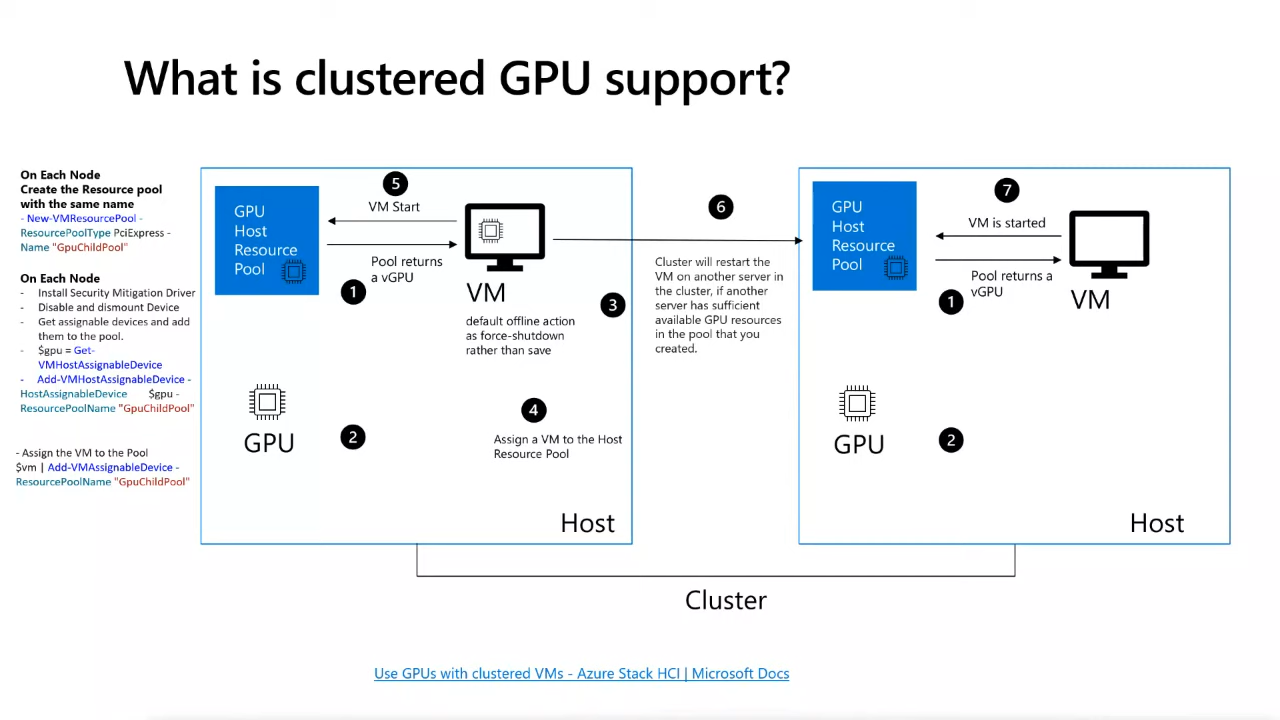 What is clustered GPU support?
On Each Node
Create the Resource pool
with the same name
- New-VMResourcePool -
ResourcePoolType PciExpress -
Name "GpuChildPool"
On Each Node
- Install Security Mitigation Driver
- Disable and dismount Device
- Get assignable devices and add
them to the pool.
- $gpu = Get-
VMHostAssignableDevice
- Add-VMHostAssignableDevice -
HostAssignableDevice $gpu -
ResourcePoolName "GpuChildPool"
- Assign the VM to the Pool
$vm | Add-VMAssignableDevice -
ResourcePoolName "GpuChildPool"
GPU
Host
Resource
Pool
5
VM Start
Pool returns
a vGPU
1
VM
default offline action
as force-shutdown
rather than save
3
GPU
2
4
Assign a VM to the Host
Resource Pool
Host
6
Cluster will restart the
VM on another server in
the cluster, if another
server has sufficient
available GPU resources
in the pool that you
created.
GPU
Host
Resource
Pool
7
VM is started
Pool returns a
vGPU
1
VM
GPU
2
Host
Cluster
Use GPUs with clustered VMs - Azure Stack HCI | Microsoft Docs